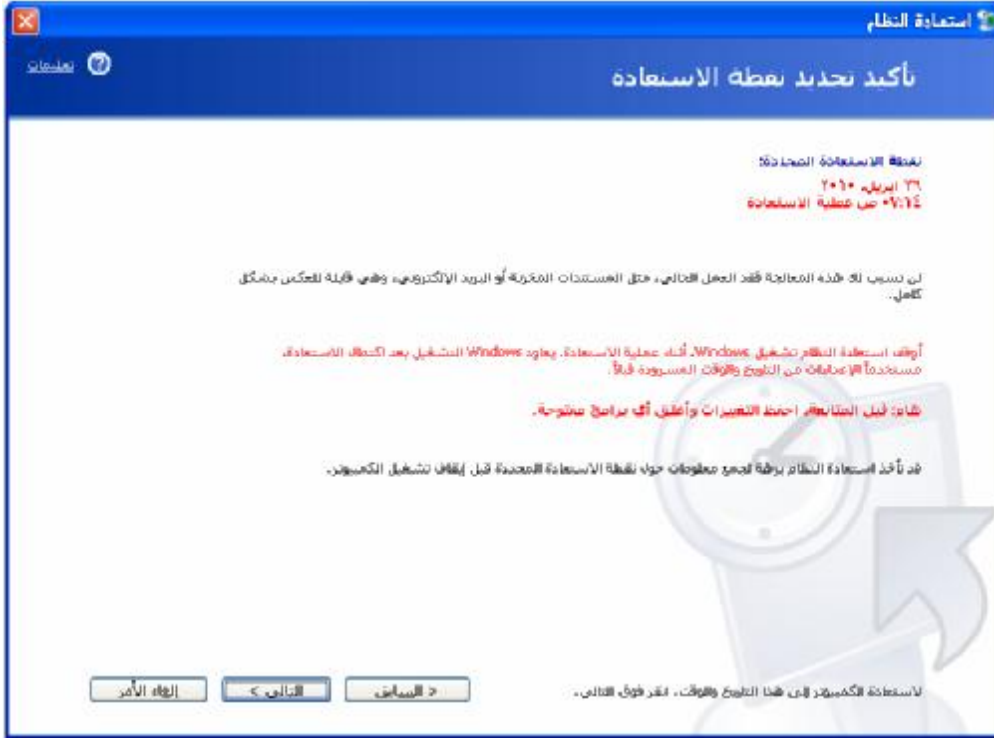 استعادة النظام
تعليمات
تأكيد تحديد نقطة الاستعادة
نقطة الاستعادة المحددة:
٢٦ ابريل، ٢٠١٠
٠٧:١٤ ص عملية الاستعادة
لن تسبب لك هذه المعالجة فقد العمل الحالي، مثل المستندات المخزنة أو البريد الإلكتروني، وهي قابلة للعكس بشكل
كامل.
أوقف استعادة النظام تشغيل Windows، أثناء عملية الاستعادة. يعاود Windows التشغيل بعد اكتمال الاستعادة،
مستخدماً الإعدادات من التاريخ والوقت المسرودة قبلاً.
هام: قبل المتابعة، احفظ التغييرات وأغلق أي برامج مفتوحة.
قد تأخذ استعادة النظام برهة لجمع معلومات حول نقطة الاستعادة المحددة قبل إيقاف تشغيل الكمبيوتر.
لاستعادة الكمبيوتر إلى هذا التاريخ والوقت، انقر فوق التالي.
< السابق
التالي >
إلغاء الأمر